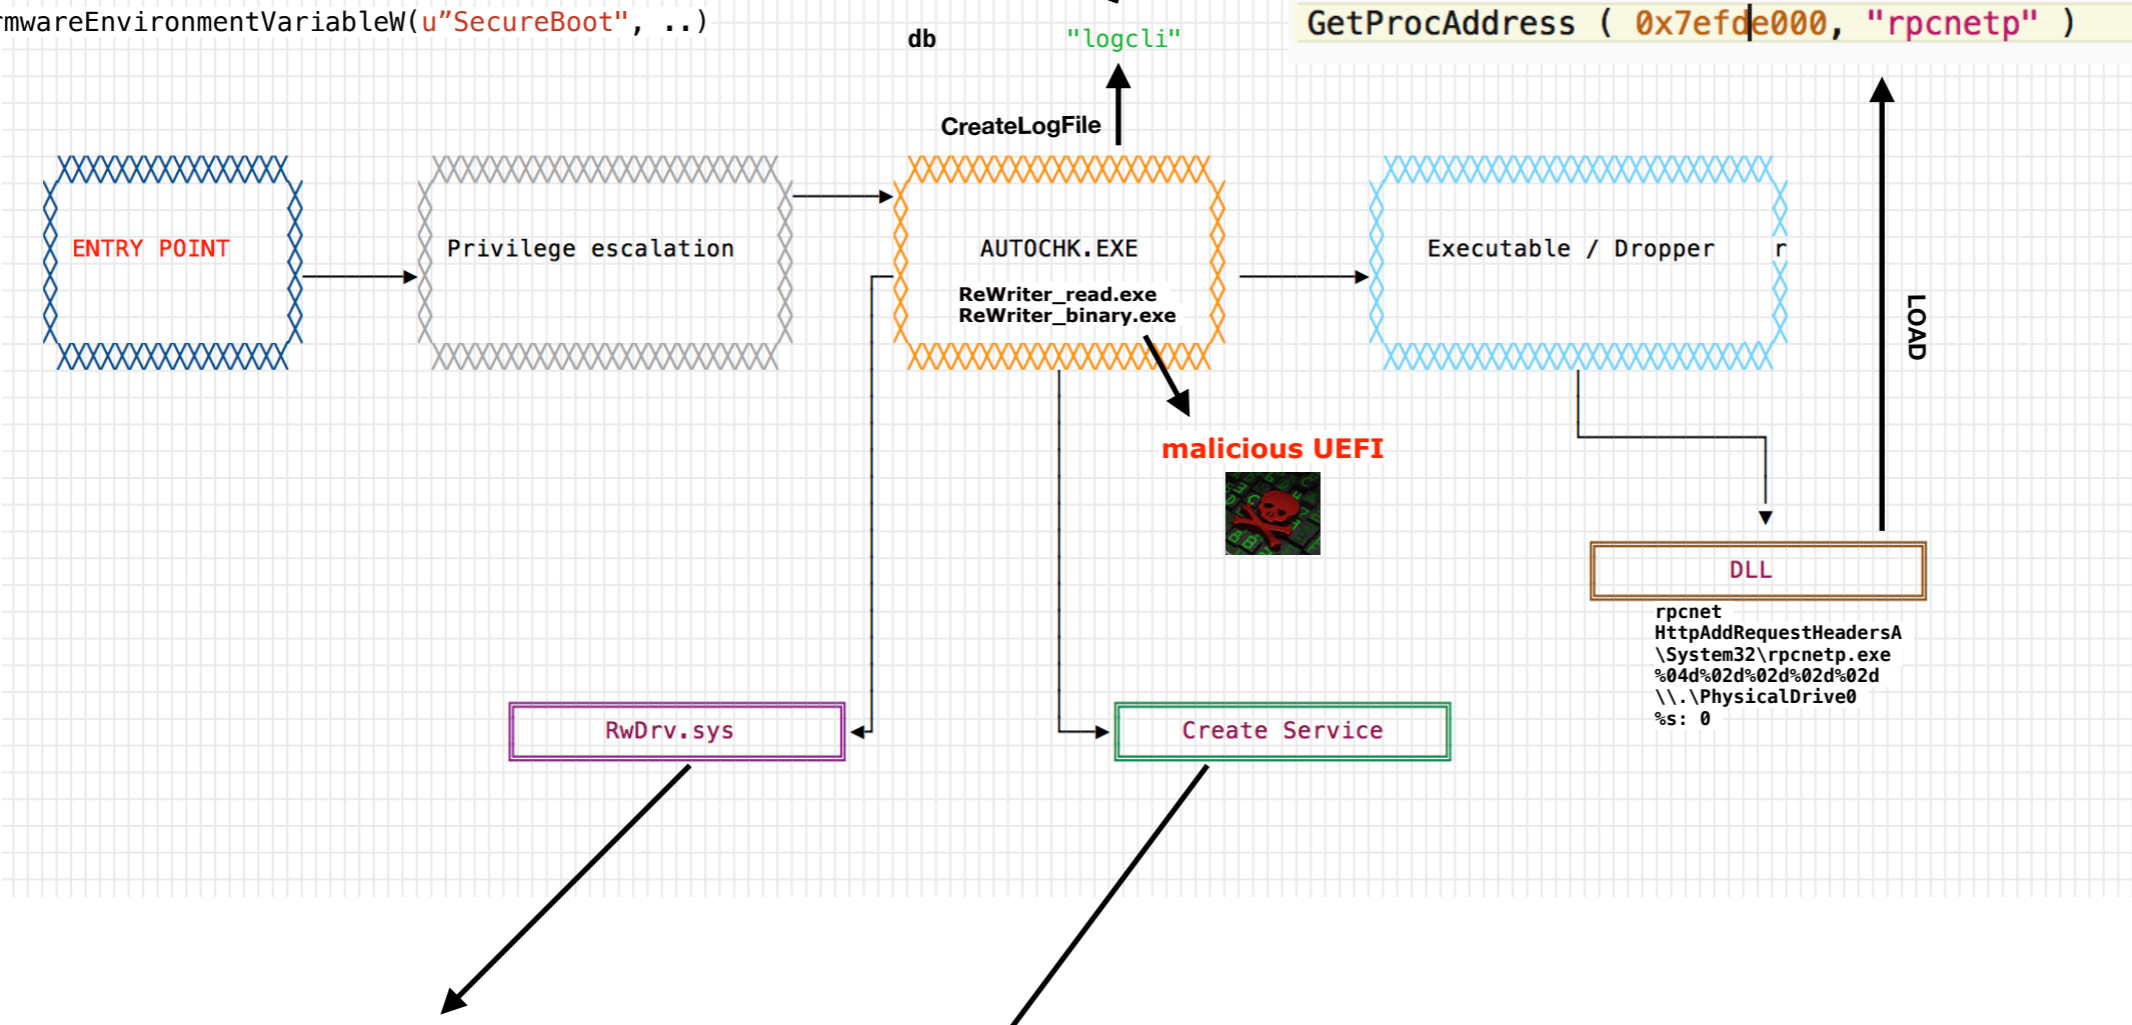 rmwareEnvironmentVariableW(u”SecureBoot", ..)
db "logcli"
GetProcAddress ( 0x7efde000, "rpcnetp" )
CreateLogFile
ENTRY POINT
Privilege escalation
AUTOCHK.EXE
ReWriter_read.exe
ReWriter_binary.exe
Executable / Dropper r
LOAD
malicious UEFI
DLL
rpcnet
HttpAddRequestHeadersA
\System32\rpcnetp.exe
%04d%02d%02d%02d%02d
\\.\PhysicalDrive0
%s: 0
RwDrv.sys
Create Service